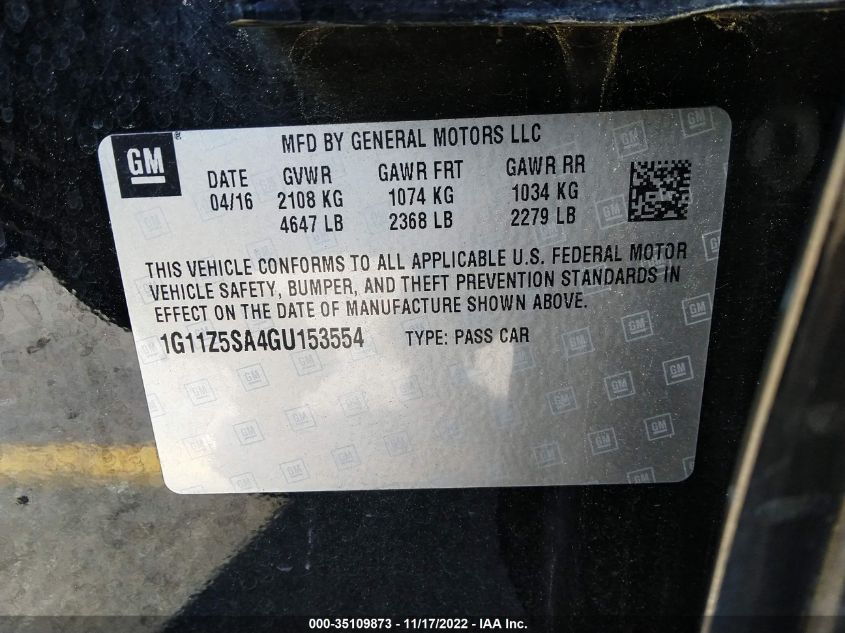 MFD BY GENERAL MOTORS LLC
GM
DATE GVWR GAWR FRT GAWR RR
04/16 2108 KG 1074 KG 1034 KG
4647 LB 2368 LB 2279 LB
THIS VEHICLE CONFORMS TO ALL APPLICABLE U.S. FEDERAL MOTOR
VEHICLE SAFETY, BUMPER, AND THEFT PREVENTION STANDARDS IN
EFFECT ON THE DATE OF MANUFACTURE SHOWN ABOVE.
1G11Z5SA4GU153554 TYPE: PASS CAR
000-35109873 - 11/17/2022 - IAA Inc.